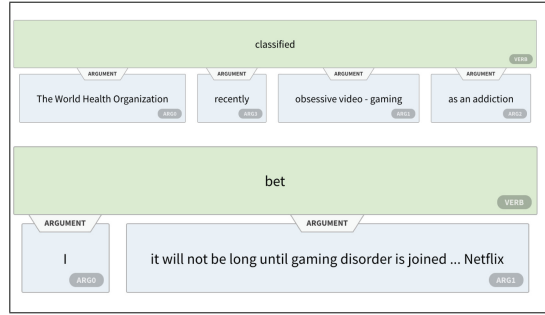 classified
VERB
ARGUMENT ARGUMENT ARGUMENT ARGUMENT
The World Health Organization recently obsessive video - gaming as an addiction
ARG0 ARG3 ARG1 ARG2
bet
VERB
ARGUMENT ARGUMENT
I it will not be long until gaming disorder is joined ... Netflix
ARG0 ARG1